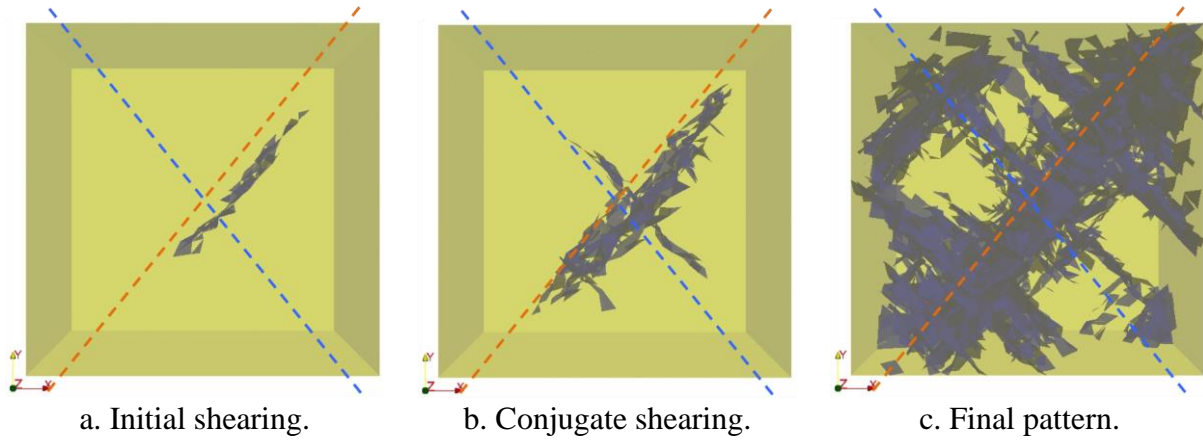 Y
Z X
Y
Z X
Y
Z X
a. Initial shearing.
b. Conjugate shearing.
c. Final pattern.